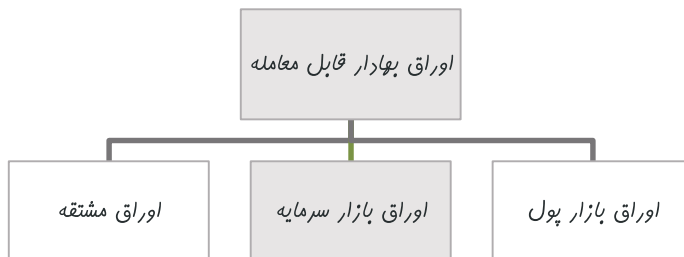 اوراق بهادار قابل معامله
اوراق بازار پول
اوراق بازار سرمایه
اوراق مشتقه